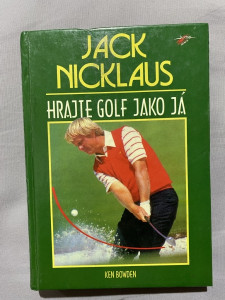 JACK
NICKLAUS
HRAJTE GOLF JAKO JÁ
KEN BOWDEN